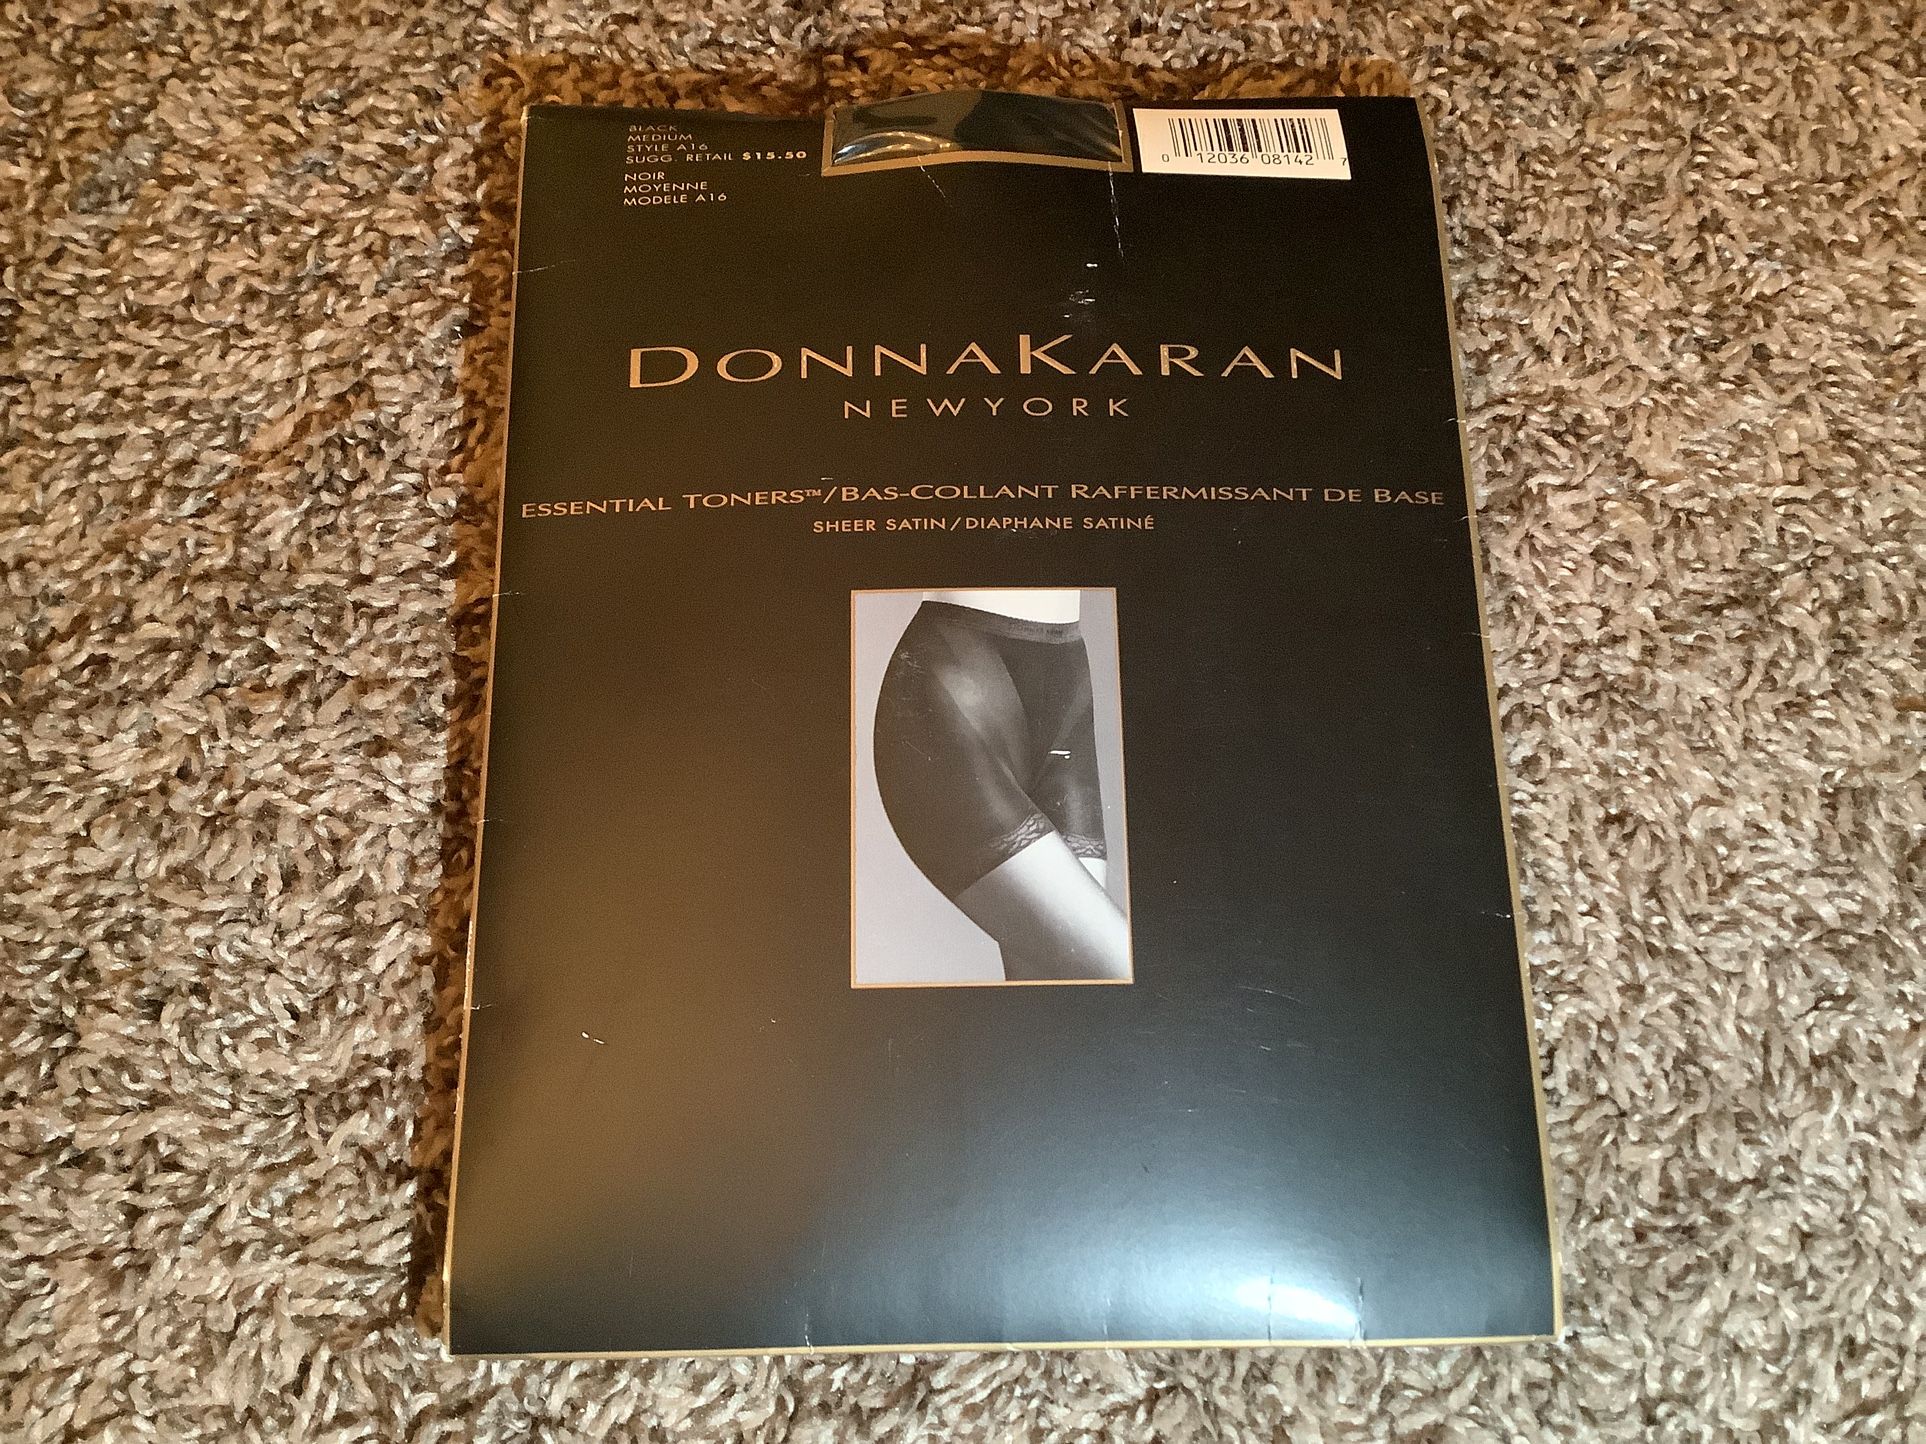 BLACK
MEDIUM
STYLE A16
SUGG. RETAIL $15.50
NOIR
MOYENNE
MODELE A16
0 12036 08142 7
DONNAKARAN
NEWYORK
ESSENTIAL TONERS™/BAS-COLLANT RAFFERMISSANT DE BASE
SHEER SATIN/DIAPHANE SATINÉ